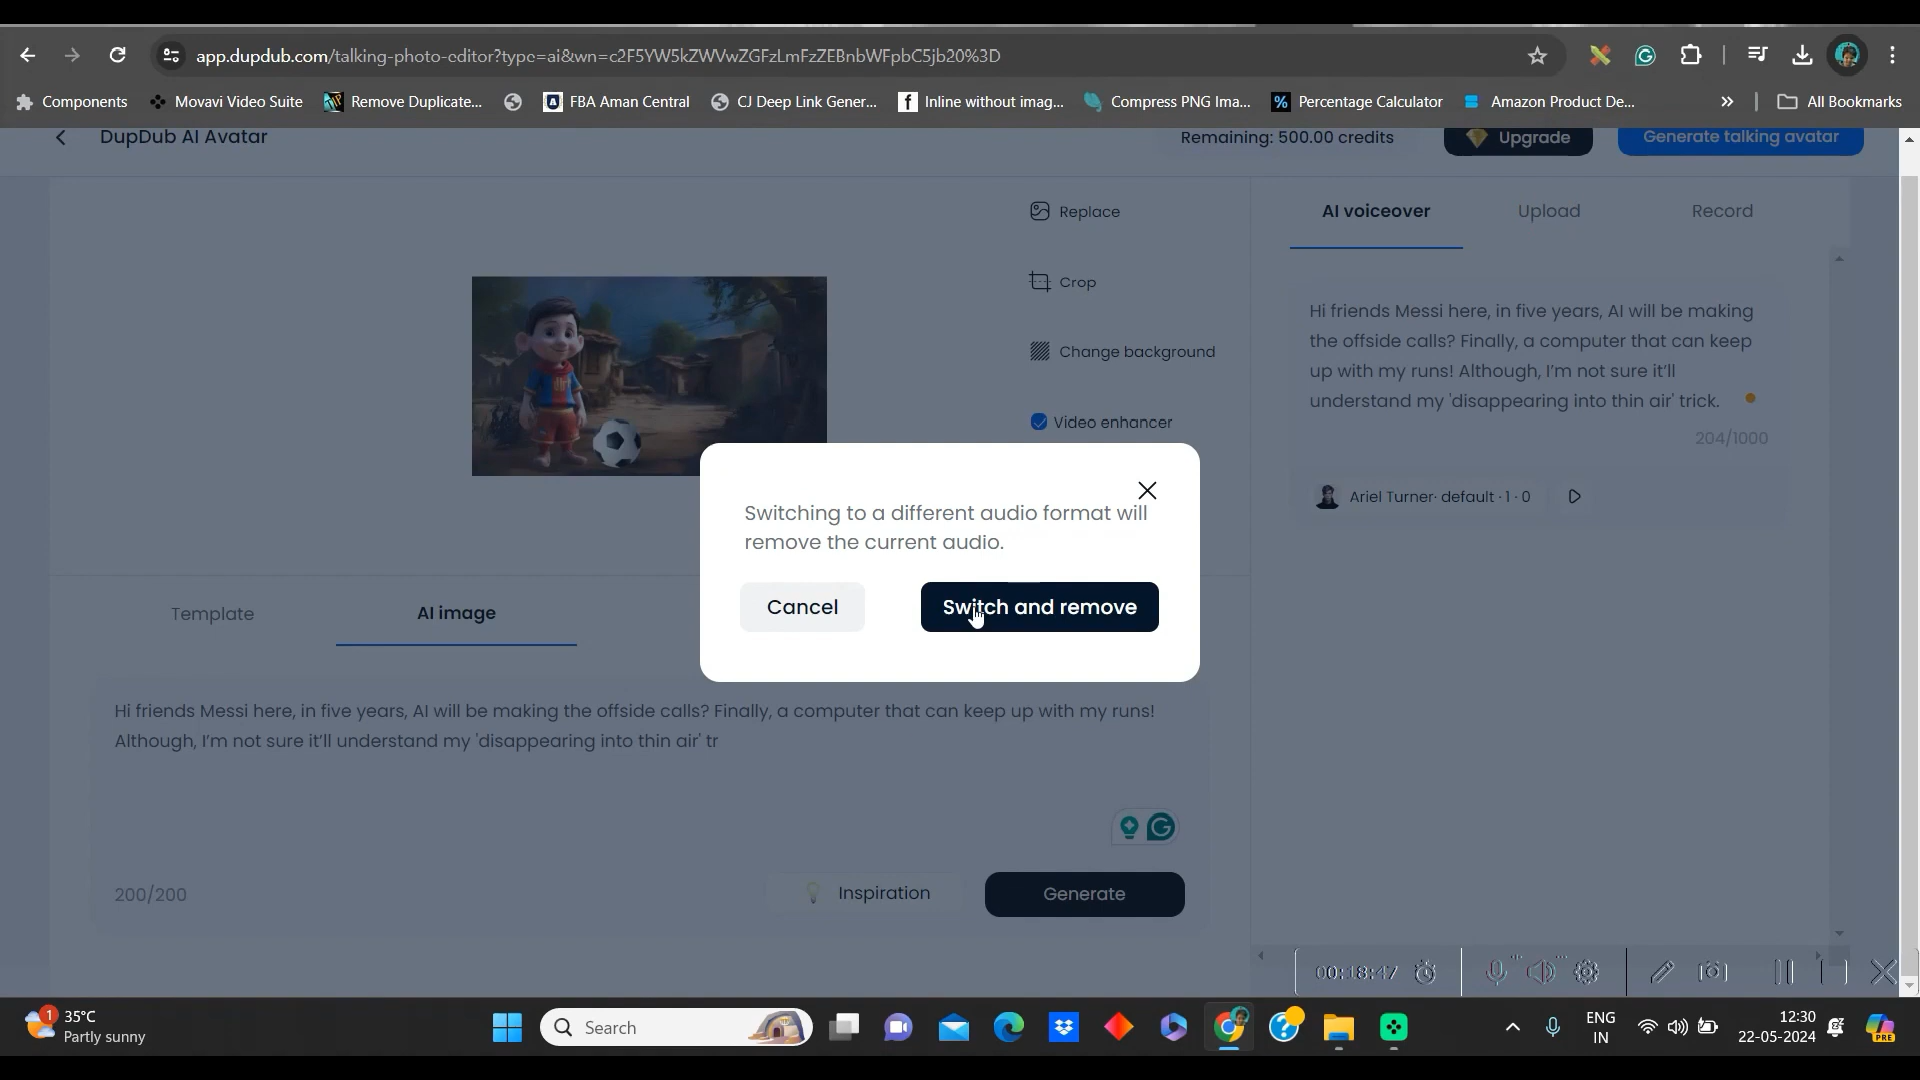 app.dupdub.com/talking-photo-editor?type=ai&wn=c2F5YW5kZWVwZGFzLmFzZEBnbWFpbC5jb20%3D
Components
Movavi Video Suite
Remove Duplicate...
FBA Aman Central
CJ Deep Link Gener...
Inline without imag...
Compress PNG Ima...
Percentage Calculator
Amazon Product De...
All Bookmarks
DupDub AI Avatar
Remaining: 500.00 credits
Upgrade
Generate talking avatar
Replace
AI voiceover
Upload
Record
Crop
Change background
Video enhancer
Hi friends Messi here, in five years, AI will be making
the offside calls? Finally, a computer that can keep
up with my runs! Although, I'm not sure it'll
understand my 'disappearing into thin air' trick.
204/1000
Ariel Turner· default · 1 · 0
Switching to a different audio format will
remove the current audio.
Cancel
Switch and remove
Template
AI image
Hi friends Messi here, in five years, AI will be making the offside calls? Finally, a computer that can keep up with my runs!
Although, I'm not sure it'll understand my 'disappearing into thin air' tr
200/200
Inspiration
Generate
00:18:47
1
35°C
Partly sunny
Search
ENG
IN
12:30
22-05-2024
PRE